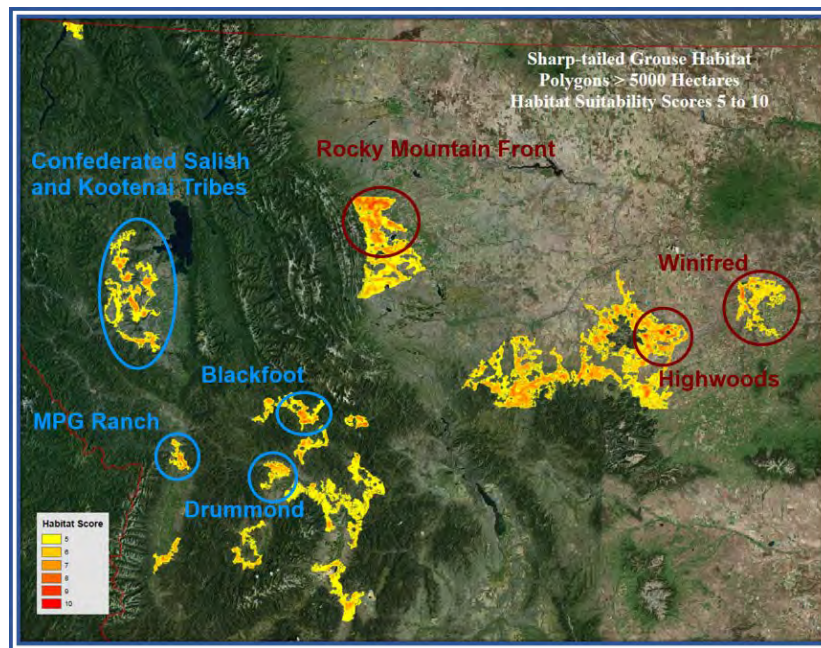 Sharp-tailed Grouse Habitat
Polygons > 5000 Hectares
Habitat Suitability Scores 5 to 10
Rocky Mountain Front
Confederated Salish
and Kootenai Tribes
Winifred
Highwoods
Blackfoot
MPG Ranch
Drummond
Habitat Score
5
6
7
8
9
10